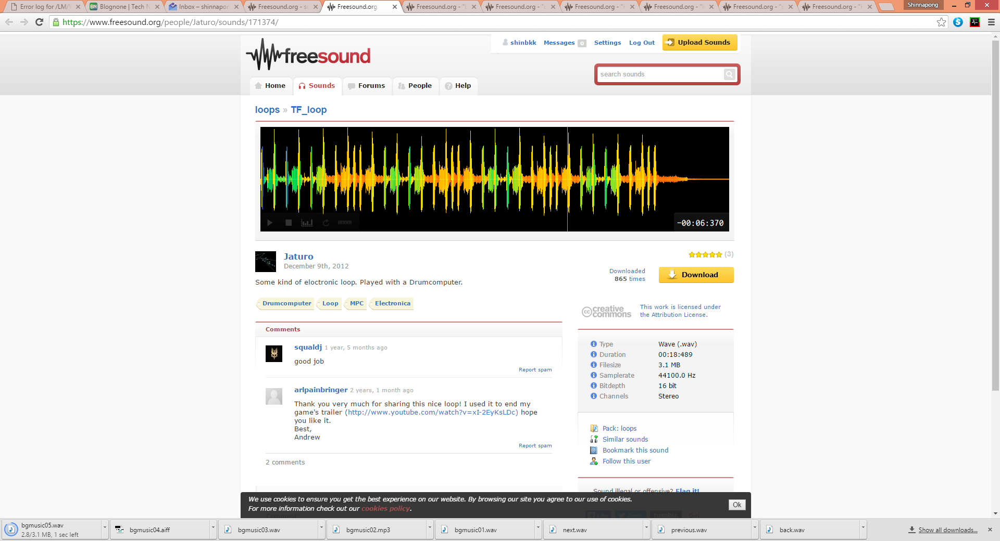 Error log for /LM/
Blognone | Tech N
Inbox – shinnapon
Freesound.org - s
Freesound.org
Freesound.org - "
Freesound.org - "
Freesound.org - "
Freesound.org - "
Freesound.org - "
Freesound.org - "
Shinnapong
https://www.freesound.org/people/Jaturo/sounds/171374/
shinbkk Messages 0 Settings Log Out Upload Sounds
freesound
search sounds
Home Sounds Forums People Help
loops » TF_loop
-00:06:370
Jaturo
December 9th, 2012
(3)
Downloaded
865 times
Download
Some kind of eloctronic loop. Played with a Drumcomputer.
Drumcomputer Loop MPC Electronica
creative commons
This work is licensed under
the Attribution License.
Comments
squaldj 1 year, 5 months ago
good job
Report spam
arlpainbringer 2 years, 1 month ago
Thank you very much for sharing this nice loop! I used it to end my
game's trailer (http://www.youtube.com/watch?v=xI-2EyKsLDc) hope
you like it.
Best,
Andrew
Report spam
2 comments
Type Wave (.wav)
Duration 00:18:489
Filesize 3.1 MB
Samplerate 44100.0 Hz
Bitdepth 16 bit
Channels Stereo
Pack: loops
Similar sounds
Bookmark this sound
Follow this user
Sound illegal or offensive? Flag it!
We use cookies to ensure you get the best experience on our website. By browsing our site you agree to our use of cookies.
For more information check out our cookies policy.
Ok
bgmusic05.wav
2.8/3.1 MB, 1 sec left
bgmusic04.aiff
bgmusic03.wav
bgmusic02.mp3
bgmusic01.wav
next.wav
previous.wav
back.wav
Show all downloads...